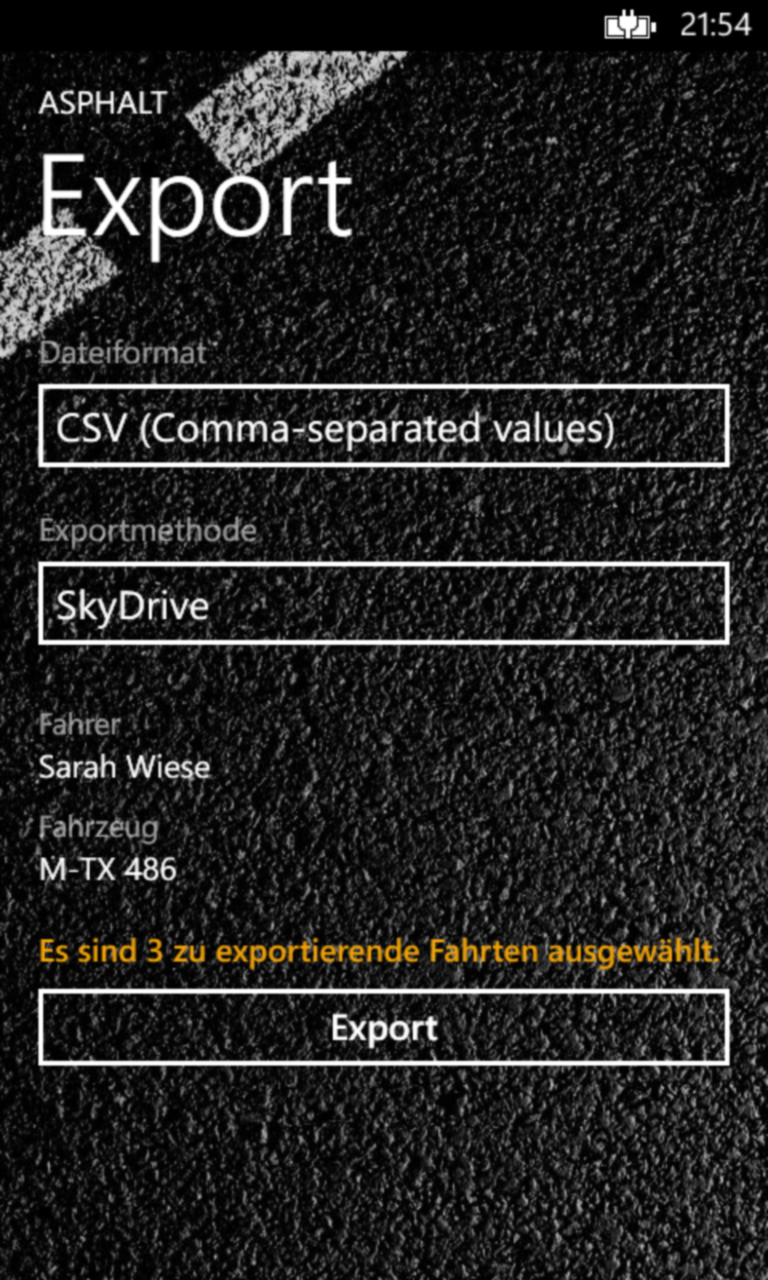 21:54
ASPHALT
Export
Dateiformat
CSV (Comma-separated values)
Exportmethode
SkyDrive
Fahrer
Sarah Wiese
Fahrzeug
M-TX 486
Es sind 3 zu exportierende Fahrten ausgewählt.
Export